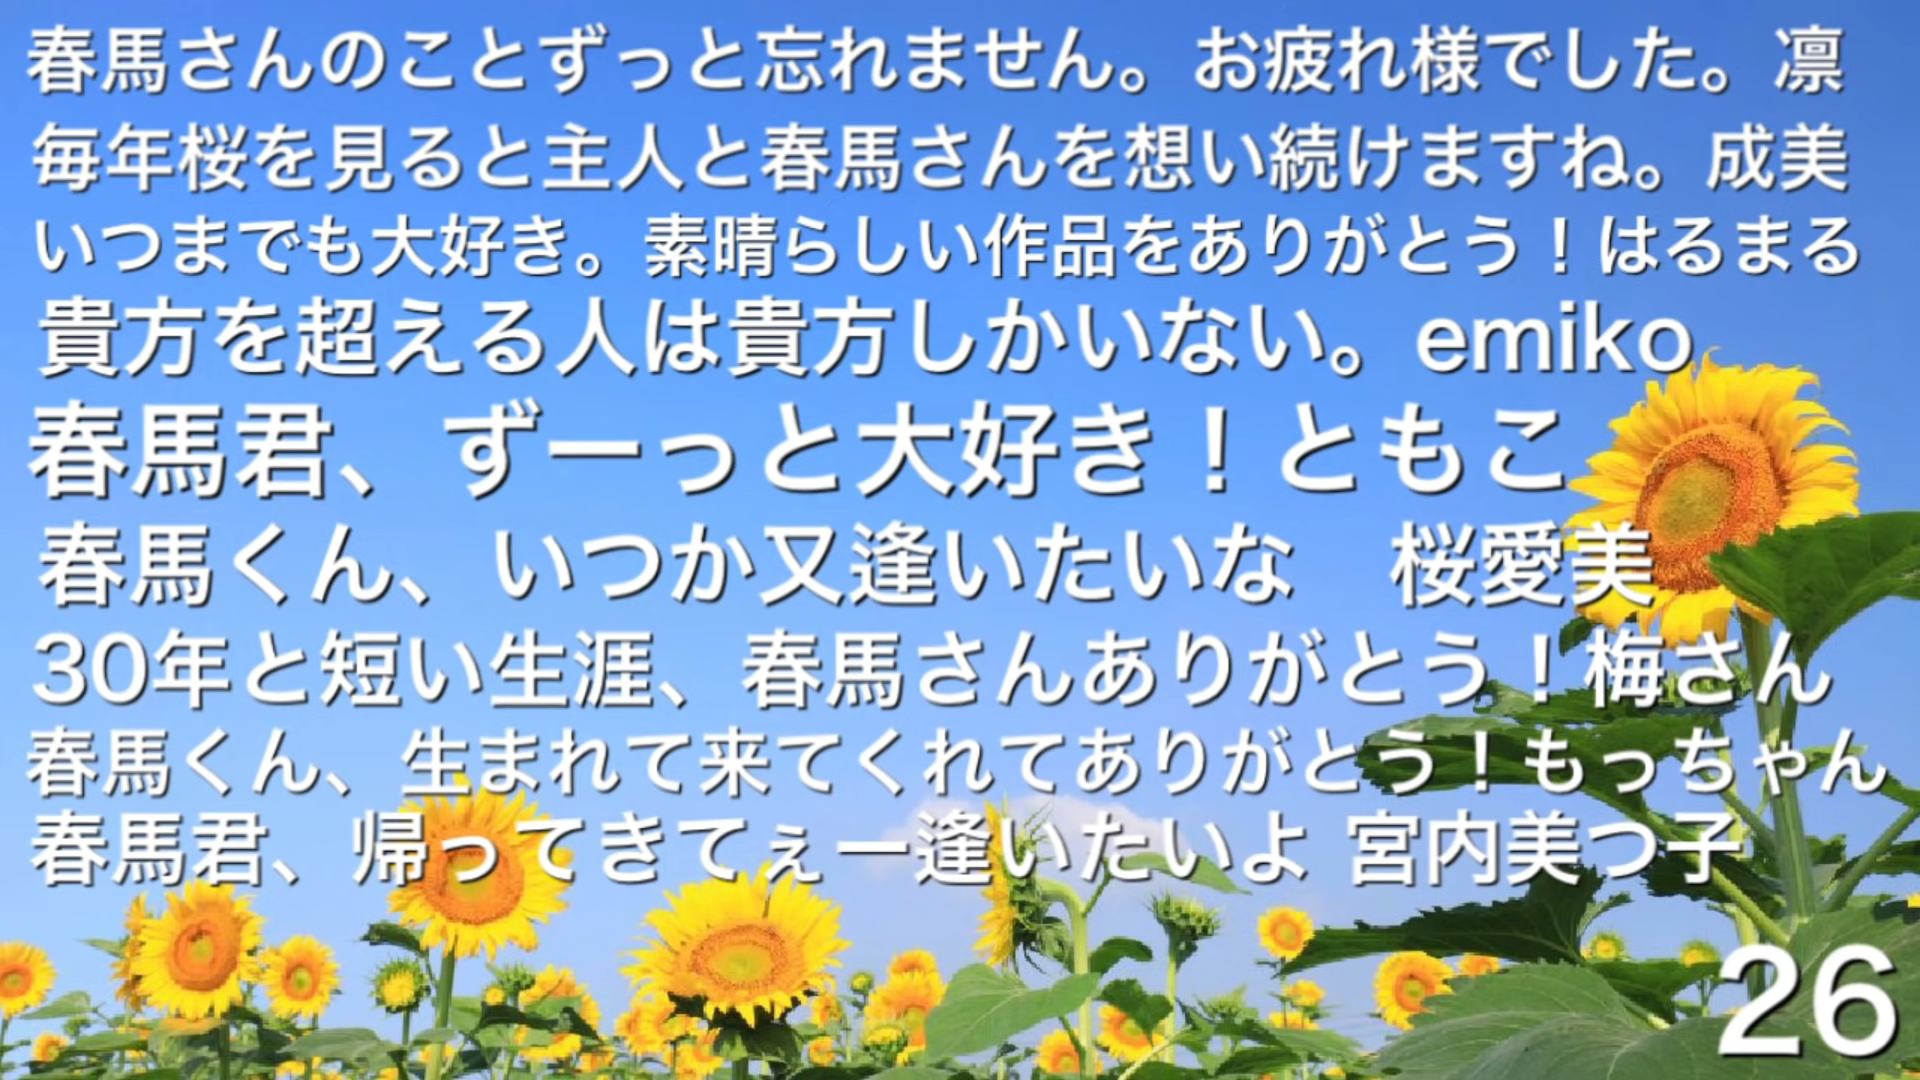 春馬さんのことずっと忘れません。お疲れ様でした。凛
毎年桜を見ると主人と春馬さんを想い続けますね。成美
いつまでも大好き。素晴らしい作品をありがとう！はるまる
貴方を超える人は貴方しかいない。emiko
春馬君、ずーっと大好き！ともこ
春馬くん、いつか又逢いたいな　桜愛美
30年と短い生涯、春馬さんありがとう！梅さん
春馬くん、生まれて来てくれてありがとう！もっちゃん
春馬君、帰ってきてぇー逢いたいよ 宮内美つ子
26